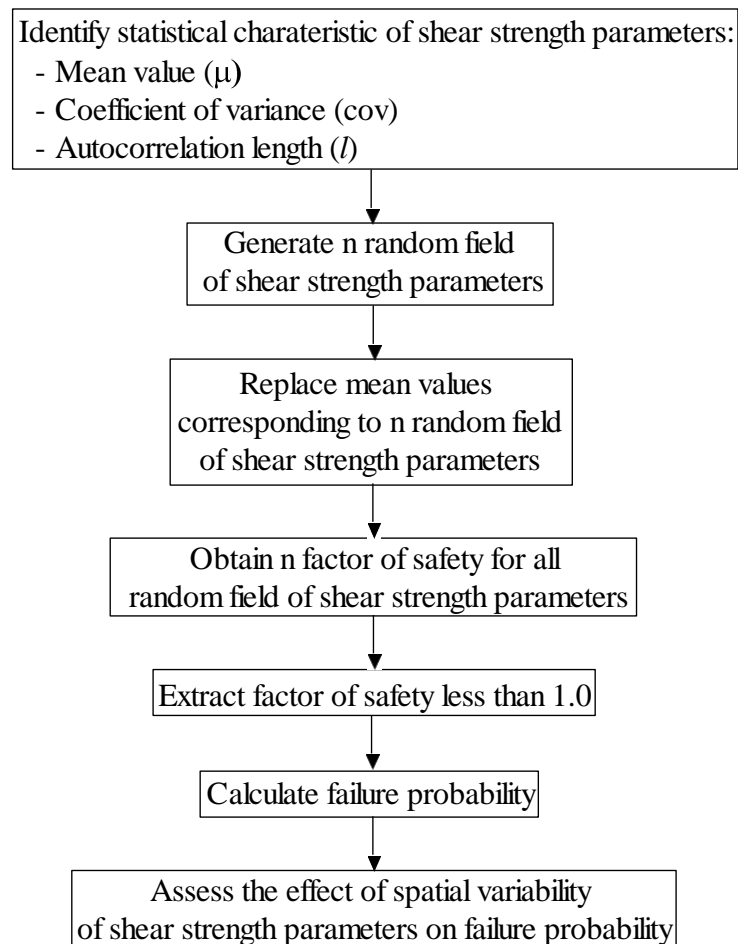 Identify statistical charateristic of shear strength parameters:
- Mean value (μ)
- Coefficient of variance (cov)
- Autocorrelation length (l)
Generate n random field
of shear strength parameters
Replace mean values
corresponding to n random field
of shear strength parameters
Obtain n factor of safety for all
random field of shear strength parameters
Extract factor of safety less than 1.0
Calculate failure probability
Assess the effect of spatial variability
of shear strength parameters on failure probability